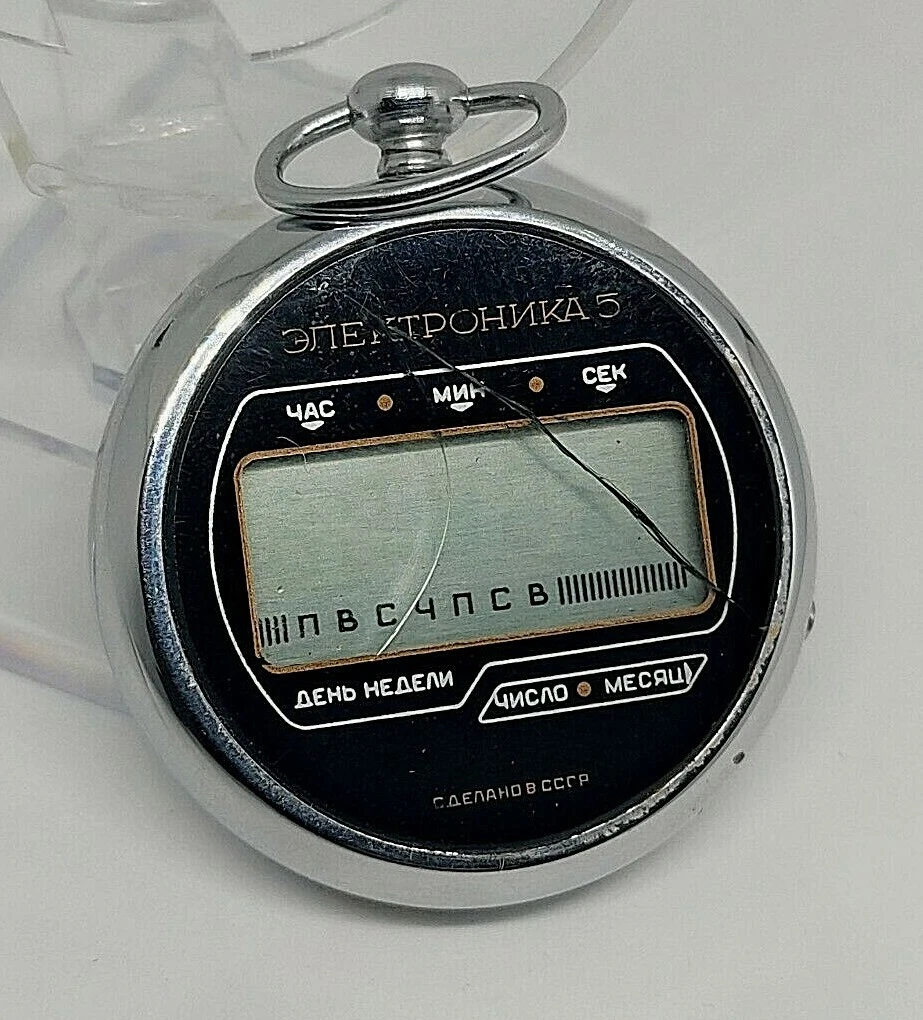 ЭЛЕКТРОНИКА 5
ЧАС • МИН • СЕК
П В С Ч П С В
ДЕНЬ НЕДЕЛИ
ЧИСЛО • МЕСЯЦ
СДЕЛАНО В СССР